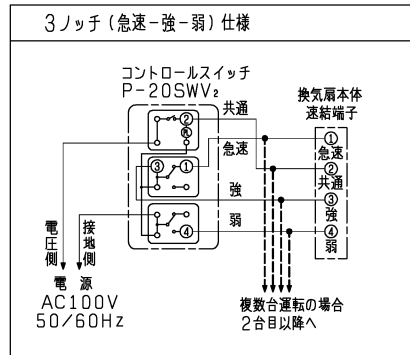 3ノッチ(急速-強-弱)仕様
コントロールスイッチ
P-20SWV2
共通
急速
強
弱
② 
③ ①
④
換気扇本体
速結端子
①
急速
②
共通
③
強
④
弱
電圧側
接地側
電源
AC100V
50/60Hz
複数台運転の場合
2台目以降へ